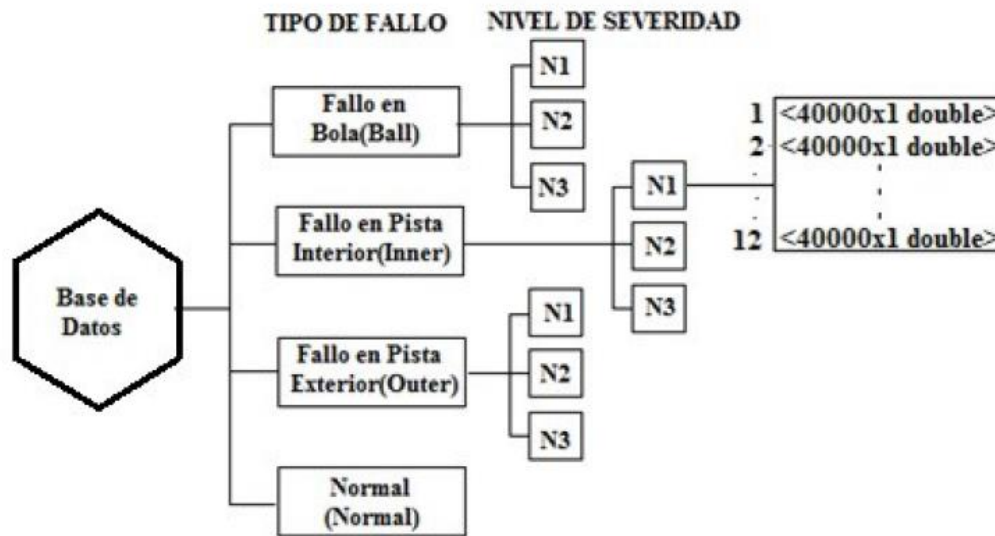 TIPO DE FALLO
NIVEL DE SEVERIDAD
Base de
Datos
Fallo en
Bola(Ball)
N1
N2
N3
Fallo en Pista
Interior(Inner)
N1
N2
N3
1 <40000x1 double>
2 <40000x1 double>
12 <40000x1 double>
Fallo en Pista
Exterior(Outer)
N1
N2
N3
Normal
(Normal)